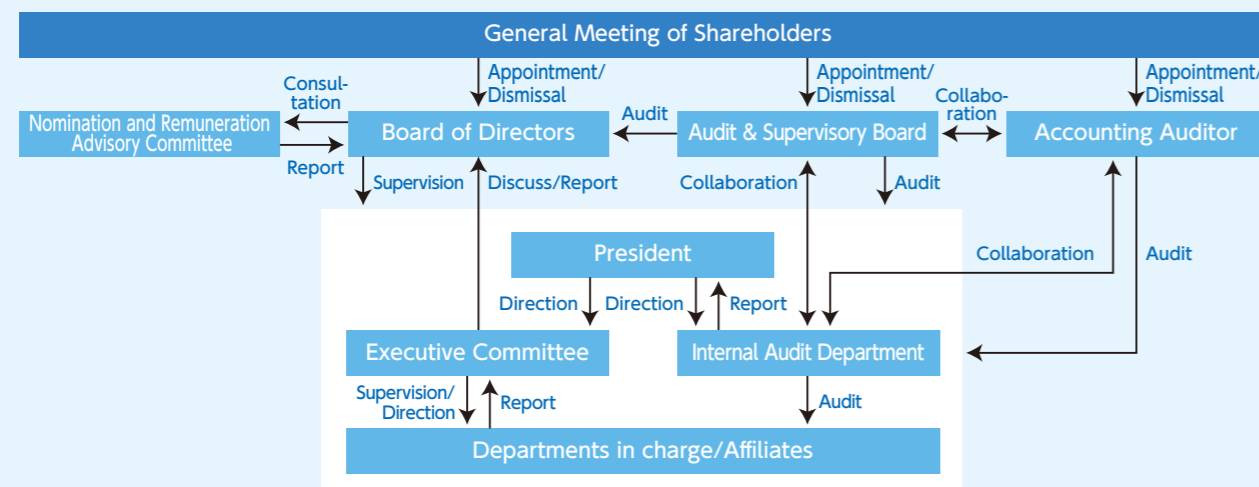 General Meeting of Shareholders
Appointment/
Dismissal
Appointment/
Dismissal
Appointment/
Dismissal
Consul-
tation
Collabo-
ration
Nomination and Remuneration
Advisory Committee
Board of Directors
Audit
Audit & Supervisory Board
Accounting Auditor
Report
Supervision
Discuss/Report
Collaboration
Audit
President
Collaboration
Audit
Direction
Direction
Report
Executive Committee
Internal Audit Department
Supervision/
Direction
Report
Audit
Departments in charge/Affiliates